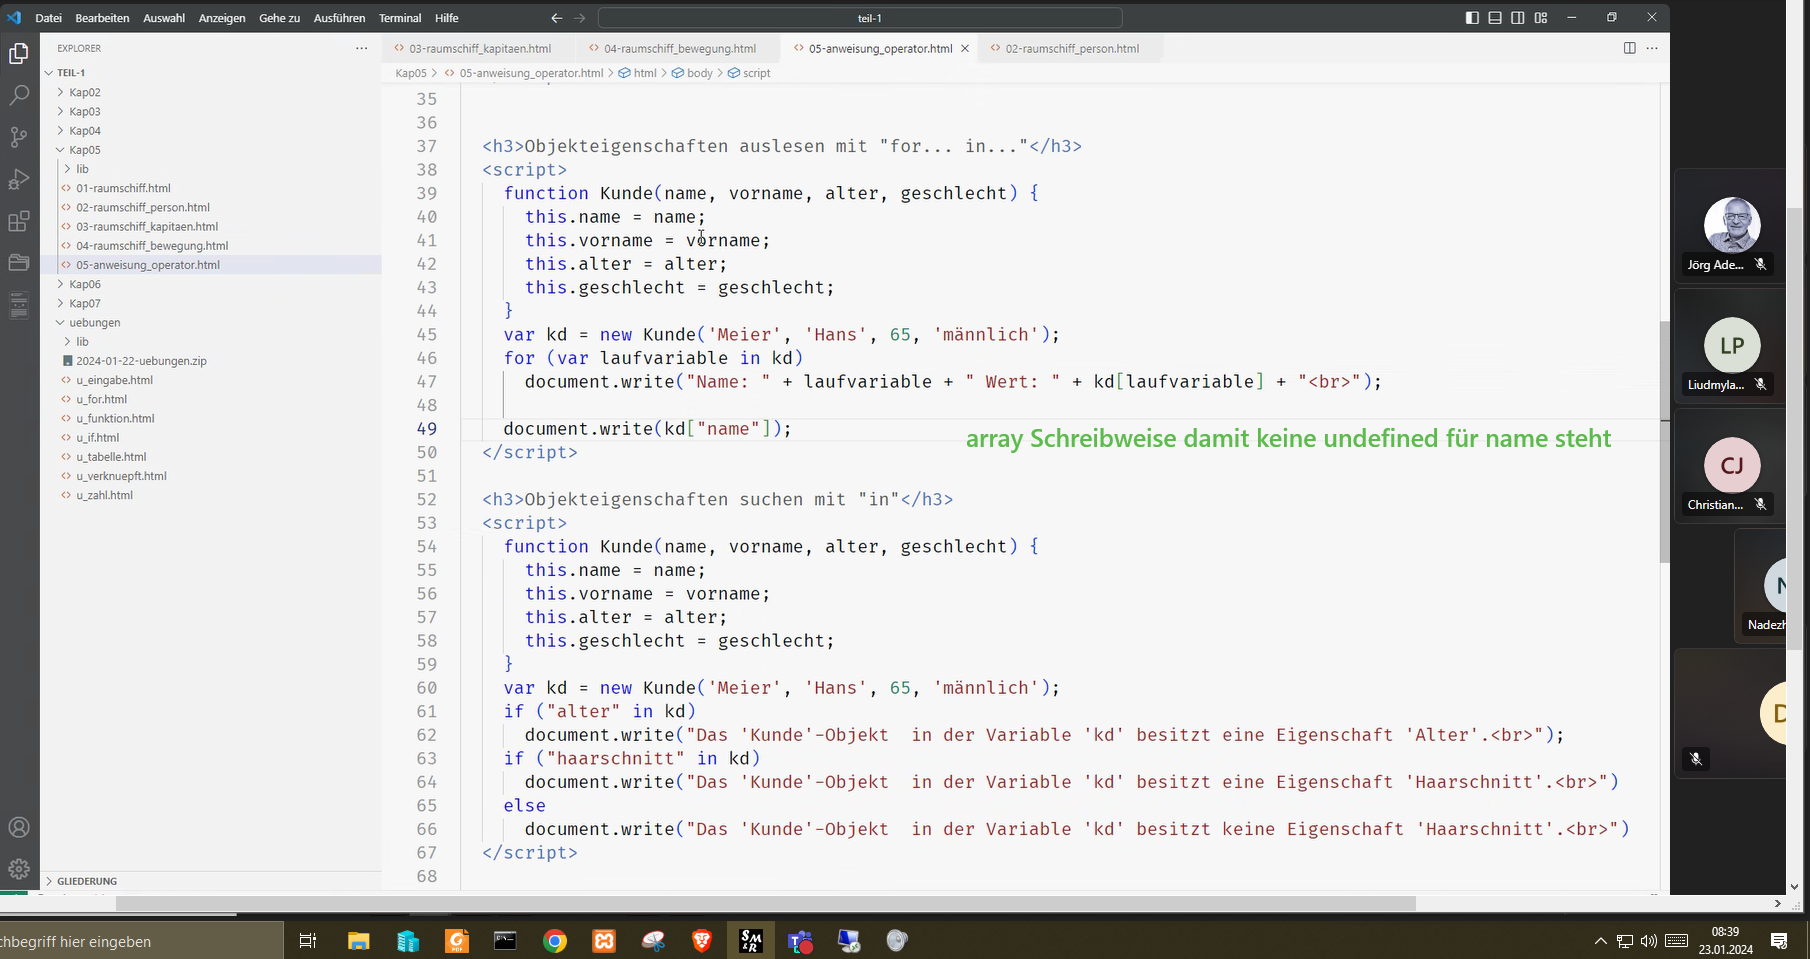 Datei Bearbeiten Auswahl Anzeigen Gehe zu Ausführen Terminal Hilfe
teil-1
EXPLORER
TEIL-1
Kap02
Kap03
Kap04
Kap05
lib
01-raumschiff.html
02-raumschiff_person.html
03-raumschiff_kapitaen.html
04-raumschiff_bewegung.html
05-anweisung_operator.html
Kap06
Kap07
uebungen
lib
2024-01-22-uebungen.zip
u_eingabe.html
u_for.html
u_funktion.html
u_if.html
u_tabelle.html
u_verknuepft.html
u_zahl.html
GLIEDERUNG
03-raumschiff_kapitaen.html 04-raumschiff_bewegung.html 05-anweisung_operator.html 02-raumschiff_person.html
Kap05 > 05-anweisung_operator.html > html > body > script
35
36
37 <h3>Objekteigenschaften auslesen mit "for... in..."</h3>
38 <script>
39 function Kunde(name, vorname, alter, geschlecht) {
40 this.name = name;
41 this.vorname = vorname;
42 this.alter = alter;
43 this.geschlecht = geschlecht;
44 }
45 var kd = new Kunde('Meier', 'Hans', 65, 'männlich');
46 for (var laufvariable in kd)
47 document.write("Name: " + laufvariable + " Wert: " + kd[laufvariable] + "<br>");
48
49 document.write(kd["name"]);
array Schreibweise damit keine undefined für name steht
50 </script>
51
52 <h3>Objekteigenschaften suchen mit "in"</h3>
53 <script>
54 function Kunde(name, vorname, alter, geschlecht) {
55 this.name = name;
56 this.vorname = vorname;
57 this.alter = alter;
58 this.geschlecht = geschlecht;
59 }
60 var kd = new Kunde('Meier', 'Hans', 65, 'männlich');
61 if ("alter" in kd)
62 document.write("Das 'Kunde'-Objekt  in der Variable 'kd' besitzt eine Eigenschaft 'Alter'.<br>");
63 if ("haarschnitt" in kd)
64 document.write("Das 'Kunde'-Objekt  in der Variable 'kd' besitzt eine Eigenschaft 'Haarschnitt'.<br>")
65 else
66 document.write("Das 'Kunde'-Objekt  in der Variable 'kd' besitzt keine Eigenschaft 'Haarschnitt'.<br>")
67 </script>
68
Jörg Ade...
LP
Liudmyla...
CJ
Christian...
N
Nadezh
D
chbegriff hier eingeben
08:39
23.01.2024